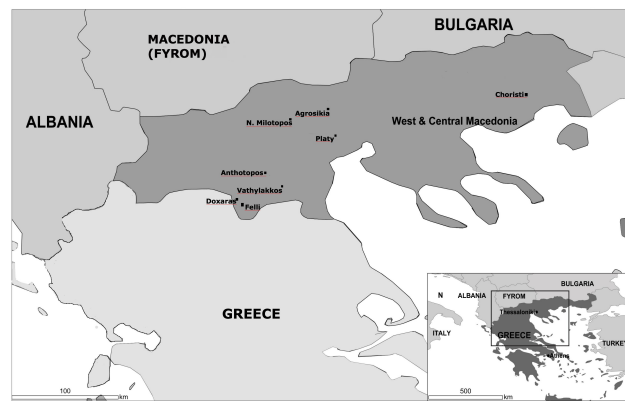 BULGARIA
MACEDONIA
(FYROM)
Choristi
Agrosikia
N. Milotopos
ALBANIA
West & Central Macedonia
Platy
Anthotopos
Vathylakkos
Doxaras
Felli
GREECE
BULGARIA
N
ALBANIA
FYROM
Thessaloniki
GREECE
ITALY
TURKEY
Athens
100
km
500
km